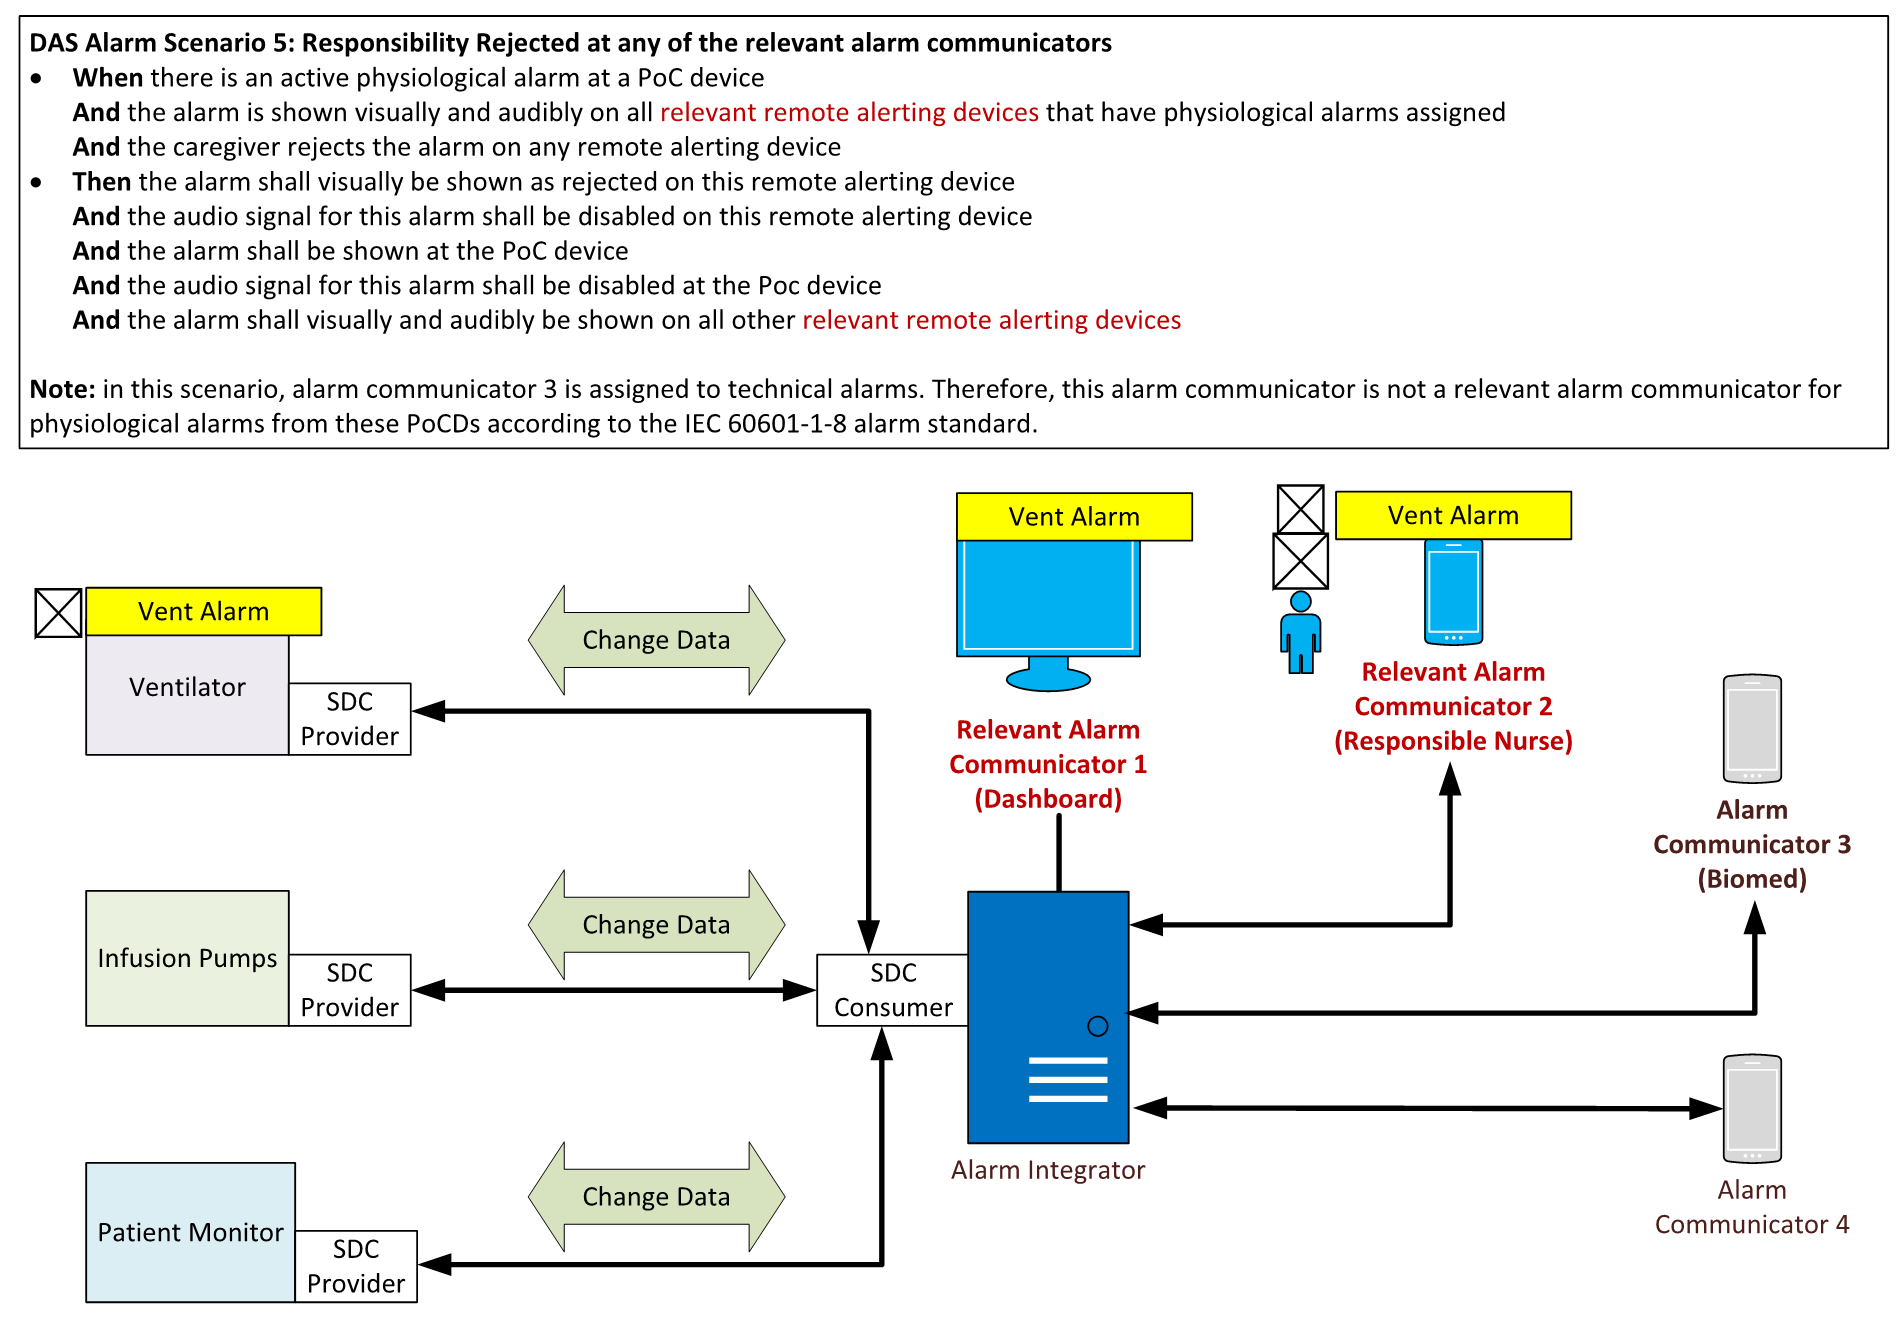 DAS Alarm Scenario 5: Responsibility Rejected at any of the relevant alarm communicators
• When there is an active physiological alarm at a PoC device
And the alarm is shown visually and audibly on all relevant remote alerting devices that have physiological alarms assigned
And the caregiver rejects the alarm on any remote alerting device
• Then the alarm shall visually be shown as rejected on this remote alerting device
And the audio signal for this alarm shall be disabled on this remote alerting device
And the alarm shall be shown at the PoC device
And the audio signal for this alarm shall be disabled at the Poc device
And the alarm shall visually and audibly be shown on all other relevant remote alerting devices
Note: in this scenario, alarm communicator 3 is assigned to technical alarms. Therefore, this alarm communicator is not a relevant alarm communicator for
physiological alarms from these PoCDs according to the IEC 60601-1-8 alarm standard.
Vent Alarm
Vent Alarm
Vent Alarm
Change Data
Ventilator
SDC
Provider
Relevant Alarm
Communicator 1
(Dashboard)
Relevant Alarm
Communicator 2
(Responsible Nurse)
Alarm
Communicator 3
(Biomed)
Change Data
Infusion Pumps
SDC
Provider
SDC
Consumer
Alarm Integrator
Change Data
Patient Monitor
SDC
Provider
Alarm
Communicator 4